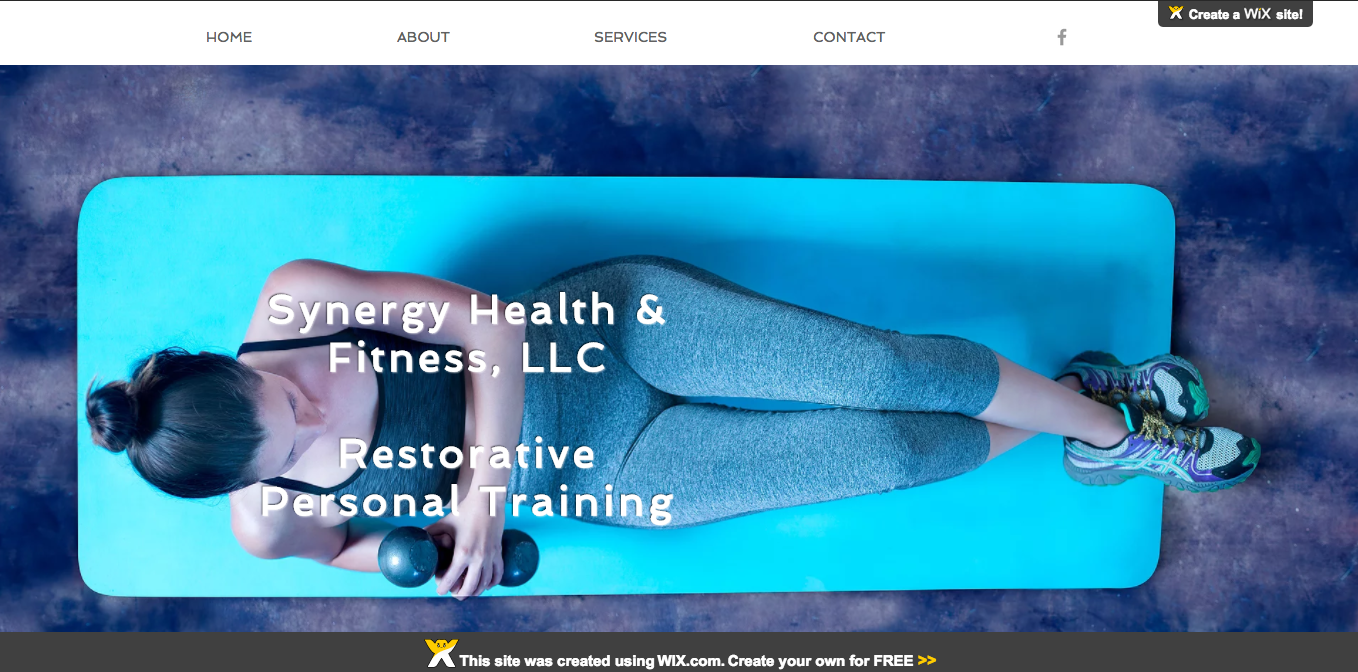 Create a WiX site!
HOME ABOUT SERVICES CONTACT f
Synergy Health &
Fitness, LLC
Restorative
Personal Training
This site was created using WIX.com. Create your own for FREE >>